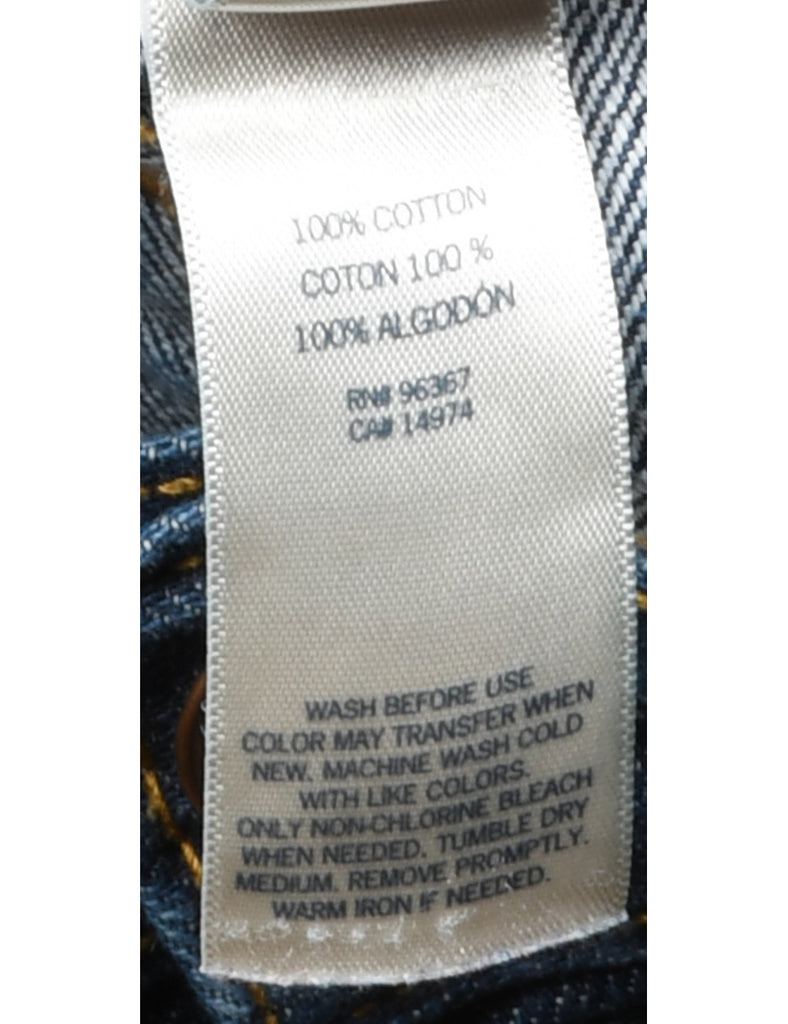 100% COTTON
COTON 100 %
100% ALGODÓN
RN# 96367
CA# 14974
WASH BEFORE USE
COLOR MAY TRANSFER WHEN
NEW. MACHINE WASH COLD
WITH LIKE COLORS.
ONLY NON-CHLORINE BLEACH
WHEN NEEDED. TUMBLE DRY
MEDIUM. REMOVE PROMPTLY.
WARM IRON IF NEEDED.